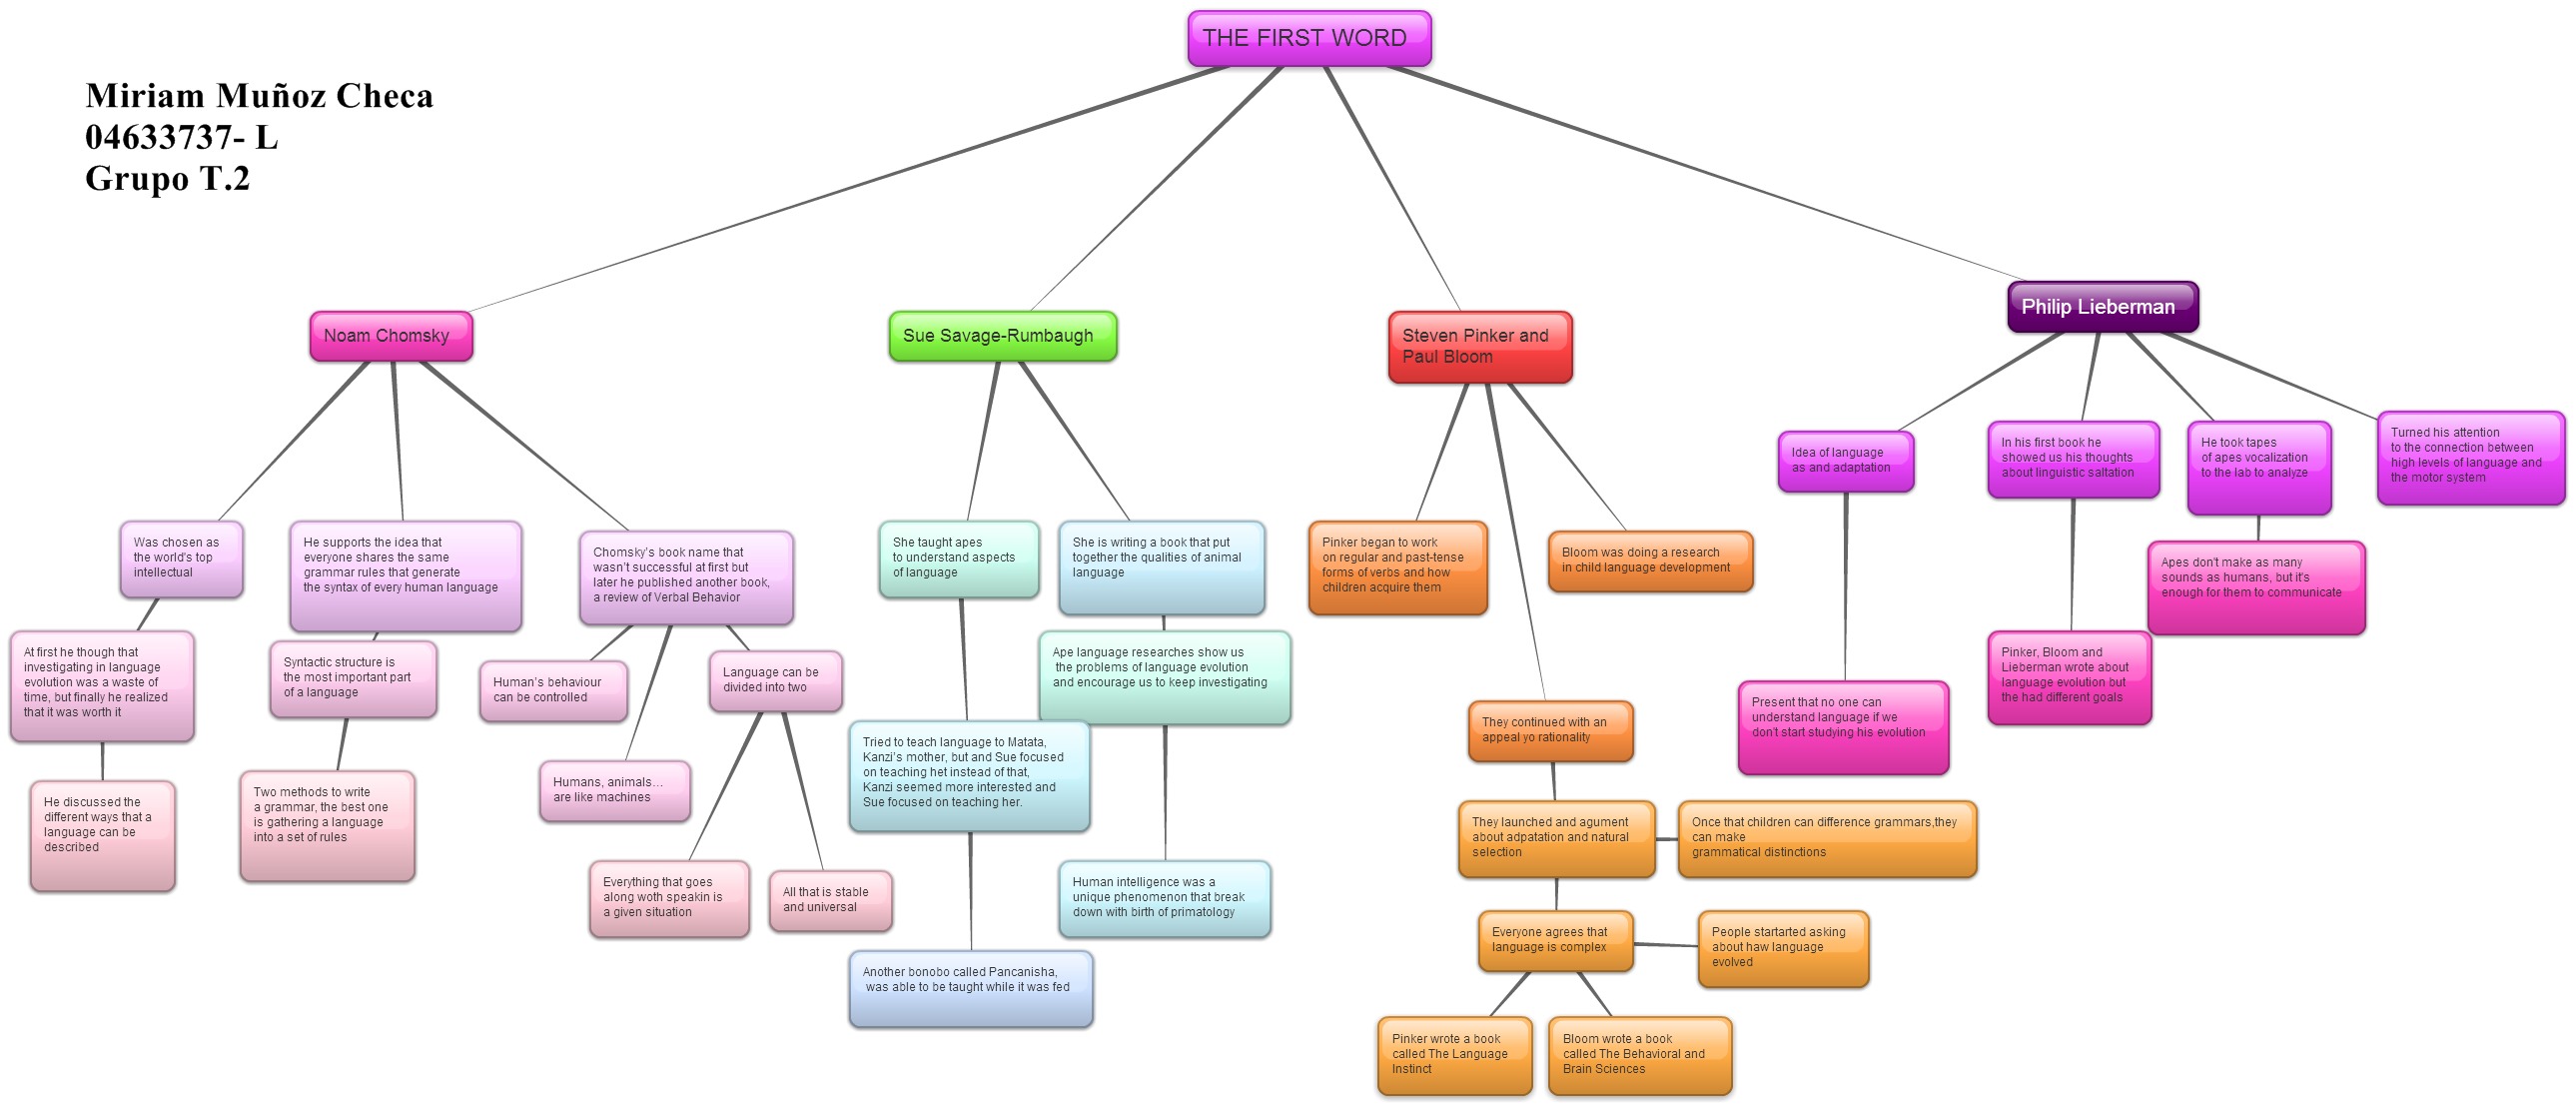 THE FIRST WORD
Miriam Muñoz Checa
04633737- L
Grupo T.2
Noam Chomsky
Was chosen as
the world's top
intellectual
At first he though that
investigating in language
evolution was a waste of
time, but finally he realized
that it was worth it
He discussed the
different ways that a
language can be
described
He supports the idea that
everyone shares the same
grammar rules that generate
the syntax of every human language
Syntactic structure is
the most important part
of a language
Two methods to write
a grammar, the best one
is gathering a language
into a set of rules
Chomsky's book name that
wasn't successful at first but
later he published another book,
a review of Verbal Behavior
Human's behaviour
can be controlled
Humans, animals...
are like machines
Language can be
divided into two
Everything that goes
along woth speakin is
a given situation
All that is stable
and universal
Sue Savage-Rumbaugh
She taught apes
to understand aspects
of language
Tried to teach language to Matata,
Kanzi's mother, but and Sue focused
on teaching het instead of that,
Kanzi seemed more interested and
Sue focused on teaching her.
Another bonobo called Pancanisha,
was able to be taught while it was fed
She is writing a book that put
together the qualities of animal
language
Ape language researches show us
the problems of language evolution
and encourage us to keep investigating
Human intelligence was a
unique phenomenon that break
down with birth of primatology
Steven Pinker and
Paul Bloom
Pinker began to work
on regular and past-tense
forms of verbs and how
children acquire them
Bloom was doing a research
in child language development
They continued with an
appeal yo rationality
They launched and agument
about adpatation and natural
selection
Once that children can difference grammars,they
can make
grammatical distinctions
Everyone agrees that
language is complex
People startarted asking
about haw language
evolved
Pinker wrote a book
called The Language
Instinct
Bloom wrote a book
called The Behavioral and
Brain Sciences
Philip Lieberman
Idea of language
as and adaptation
Present that no one can
understand language if we
don't start studying his evolution
In his first book he
showed us his thoughts
about linguistic saltation
Pinker, Bloom and
Lieberman wrote about
language evolution but
the had different goals
He took tapes
of apes vocalization
to the lab to analyze
Apes don't make as many
sounds as humans, but it's
enough for them to communicate
Turned his attention
to the connection between
high levels of language and
the motor system